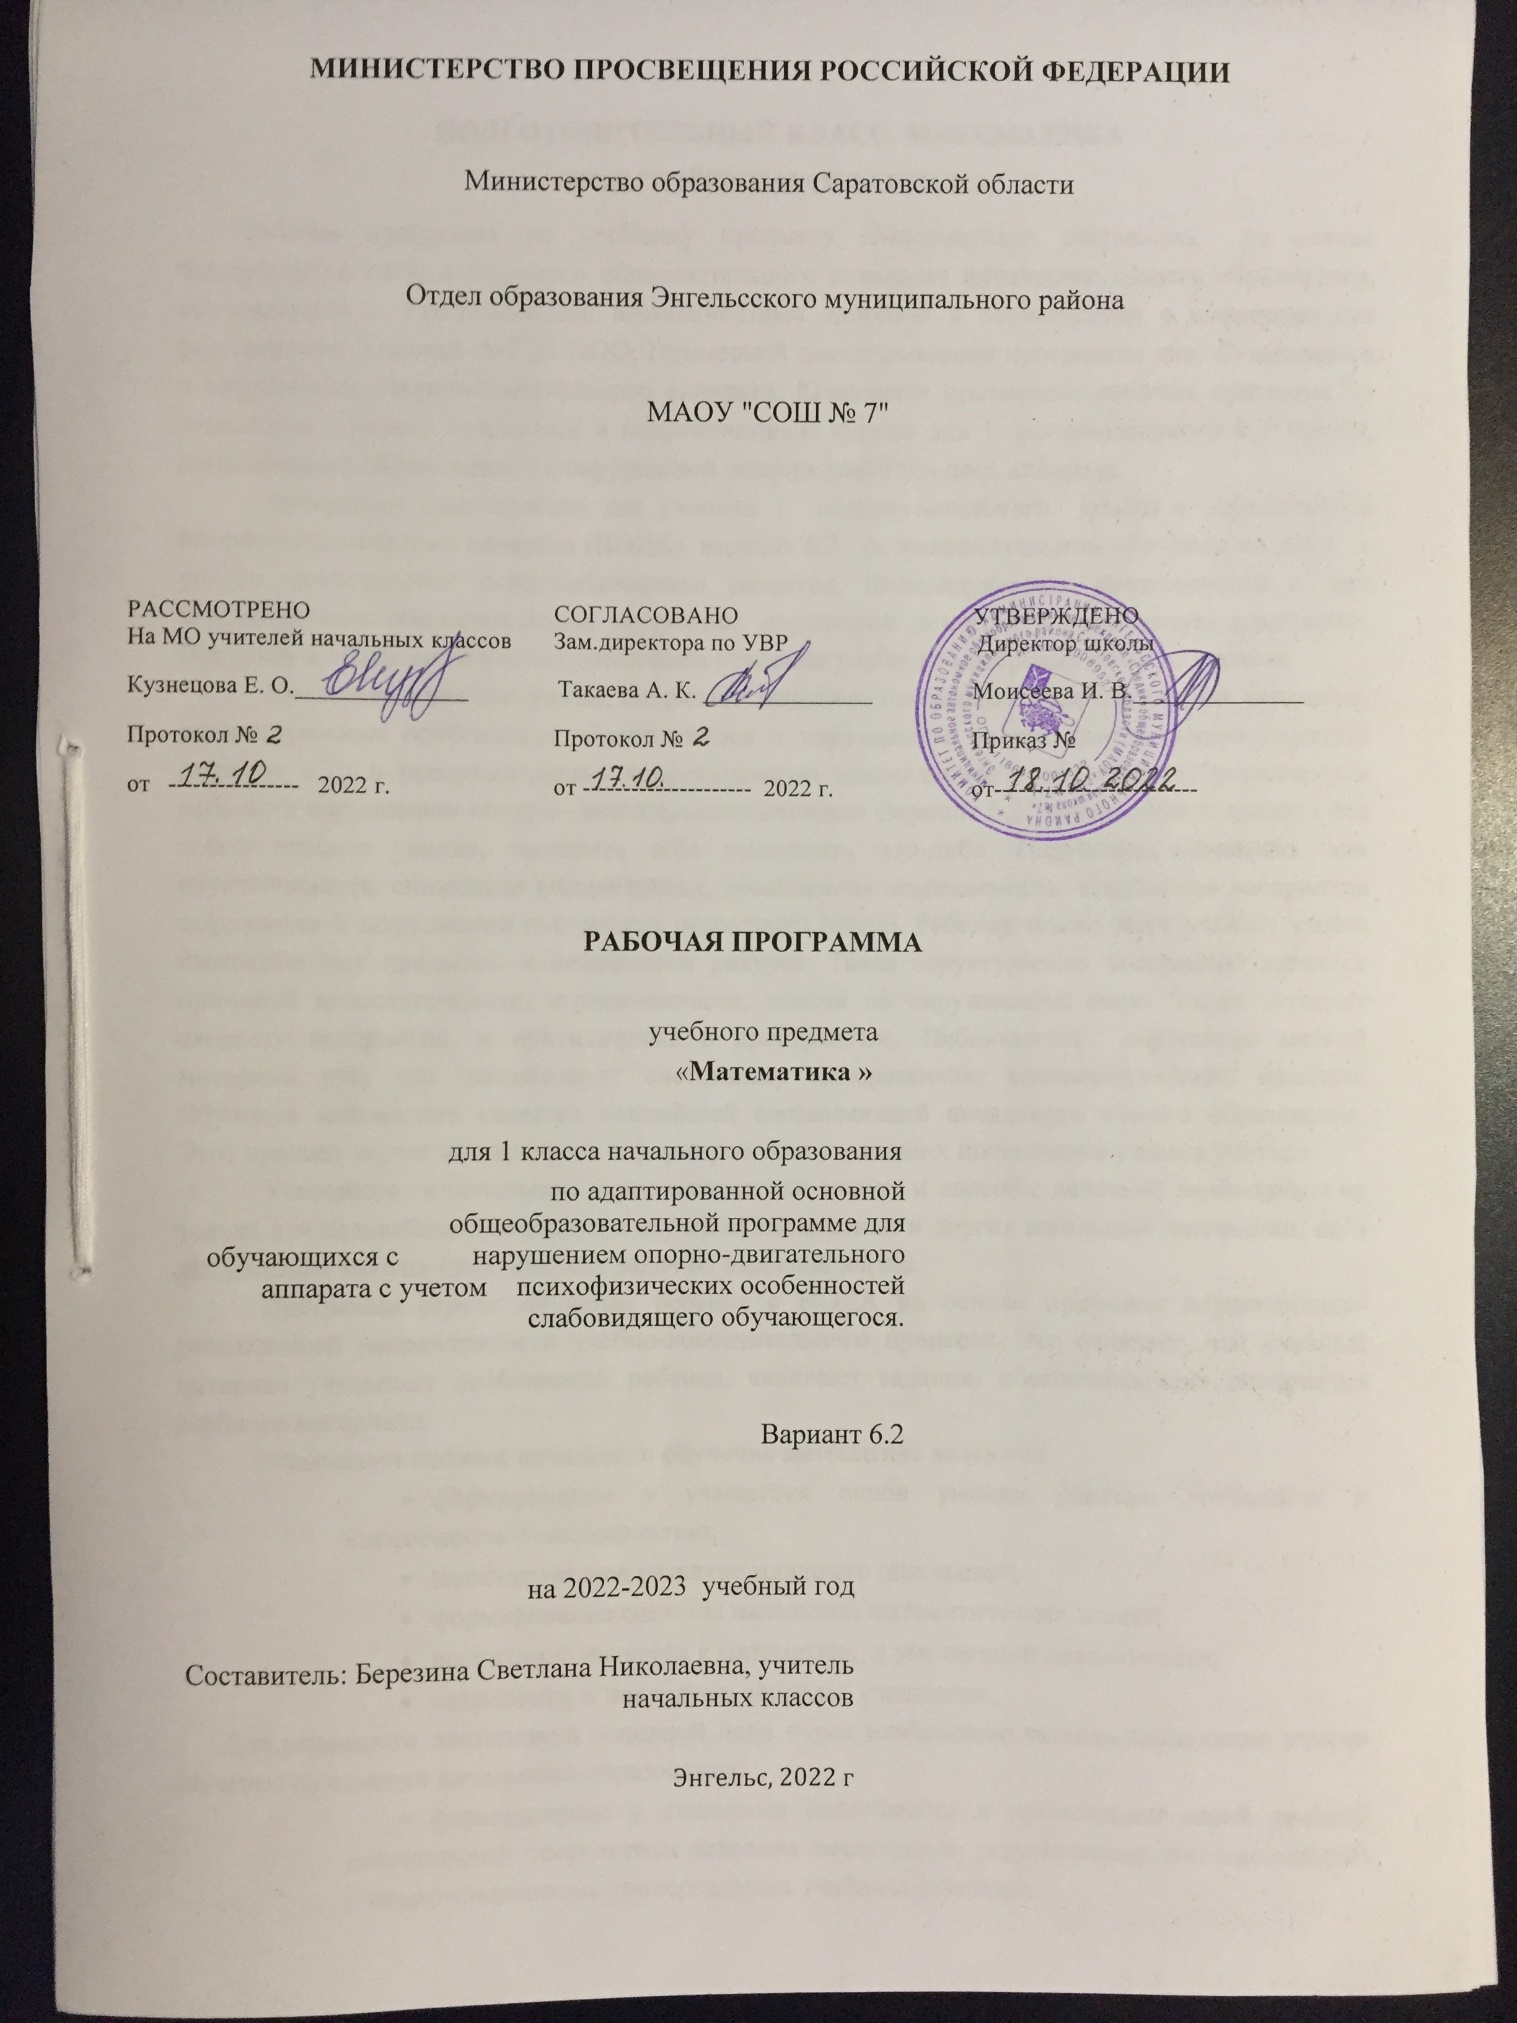 МИНИСТЕРСТВО ПРОСВЕЩЕНИЯ РОССИЙСКОЙ ФЕДЕРАЦИИ
Министерство образования Саратовской области
Отдел образования Энгельсского муниципального района
МАОУ "СОШ № 7"
РАССМОТРЕНО
На МО учителей начальных классов
Кузнецова Е. О.
Протокол № 2
от 17.10 2022 г.
СОГЛАСОВАНО
Зам.директора по УВР
Такаева А. К.
Протокол № 2
от 17.10. 2022 г.
УТВЕРЖДЕНО
Директор школы
Моисеева И. В.
Приказ №
от 18.10 2022
РАБОЧАЯ ПРОГРАММА
учебного предмета
«Математика »
для 1 класса начального образования
по адаптированной основной
общеобразовательной программе для
обучающихся с нарушением опорно-двигательного
аппарата с учетом психофизических особенностей
слабовидящего обучающегося.
Вариант 6.2
на 2022-2023 учебный год
Составитель: Березина Светлана Николаевна, учитель
начальных классов
Энгельс, 2022 г